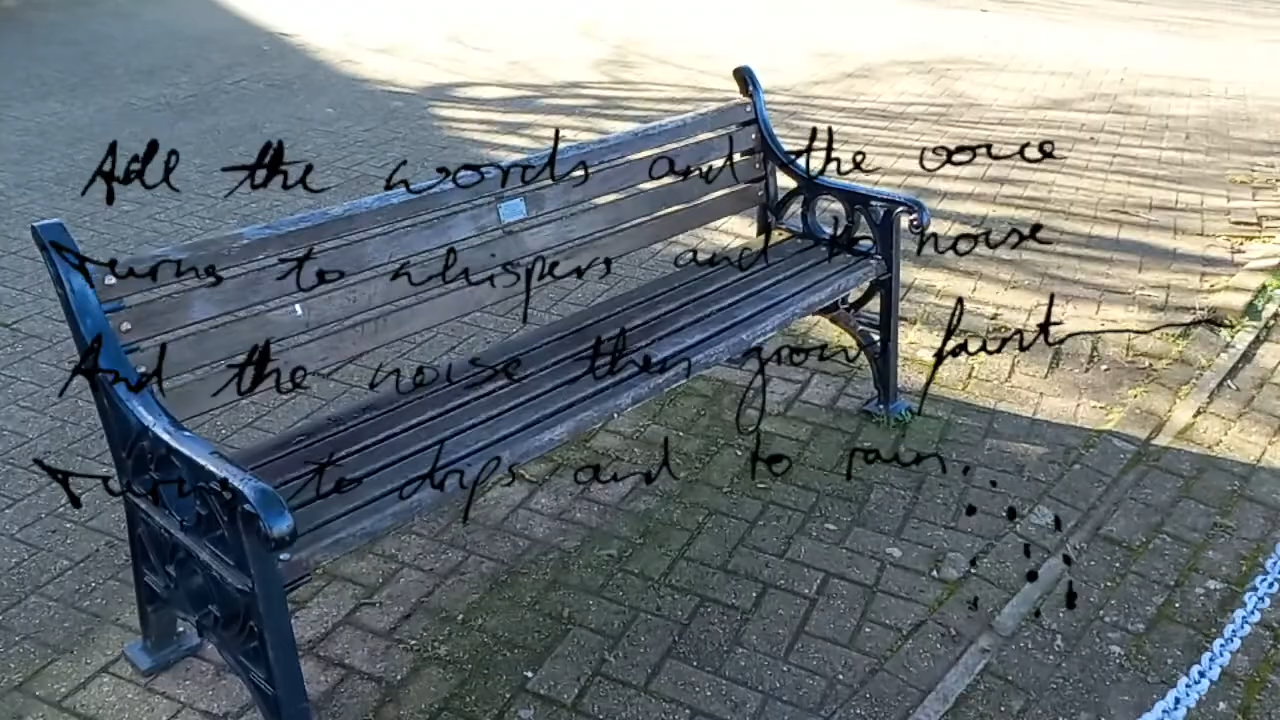 All the words and the voice
Turns to whispers and to noise
And the noise then grow faint
Turns to drips and to rain.